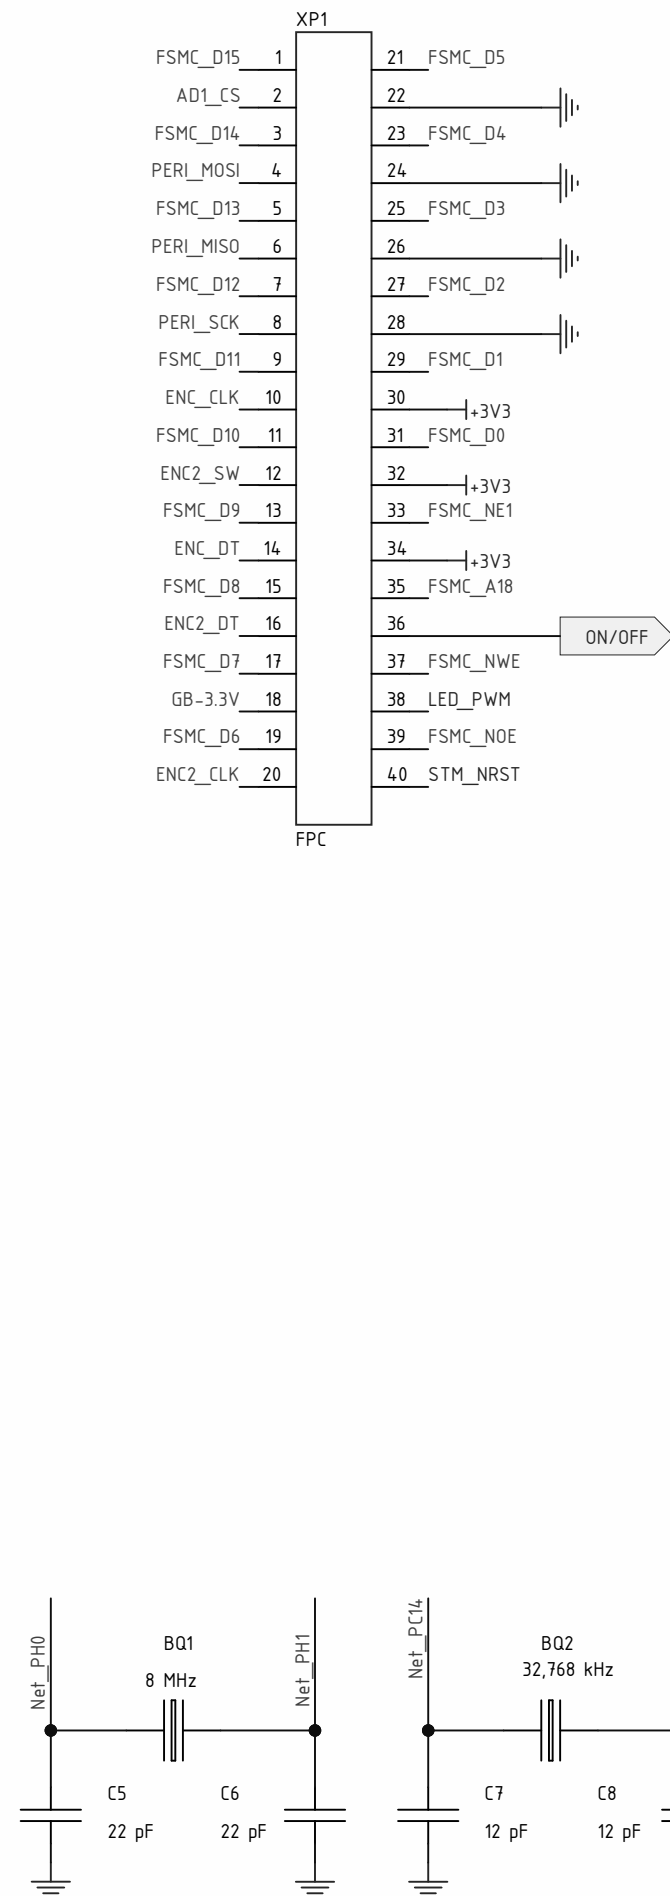 XP1
FSMC_D15 1 21 FSMC_D5
AD1_CS 2 22
FSMC_D14 3 23 FSMC_D4
PERI_MOSI 4 24
FSMC_D13 5 25 FSMC_D3
PERI_MISO 6 26
FSMC_D12 7 27 FSMC_D2
PERI_SCK 8 28
FSMC_D11 9 29 FSMC_D1
ENC_CLK 10 30 +3V3
FSMC_D10 11 31 FSMC_D0
ENC2_SW 12 32 +3V3
FSMC_D9 13 33 FSMC_NE1
ENC_DT 14 34 +3V3
FSMC_D8 15 35 FSMC_A18
ENC2_DT 16 36 ON/OFF
FSMC_D7 17 37 FSMC_NWE
GB-3.3V 18 38 LED_PWM
FSMC_D6 19 39 FSMC_NOE
ENC2_CLK 20 40 STM_NRST
FPC
Net_PH0
BQ1
8 MHz
Net_PH1
C5
22 pF
C6
22 pF
Net_PC14
BQ2
32,768 kHz
C7
12 pF
C8
12 pF